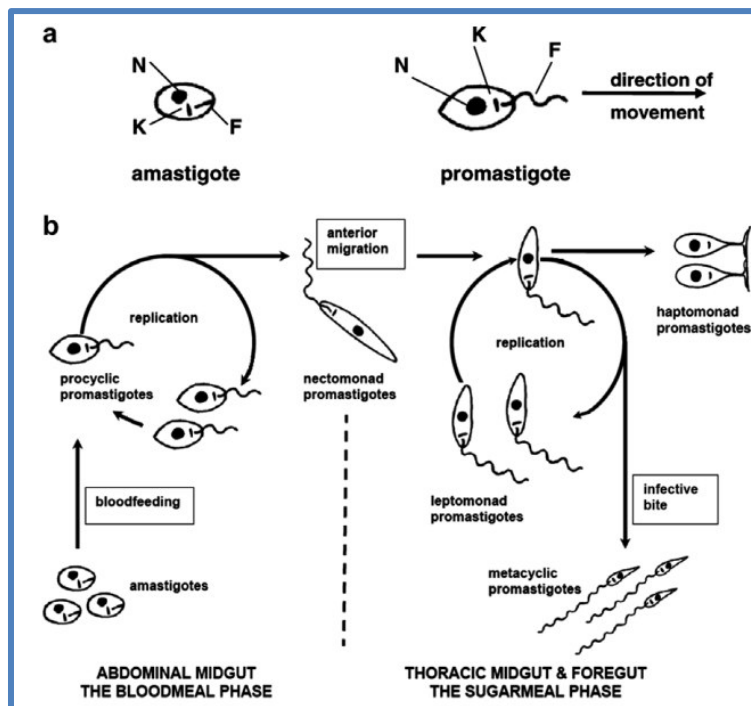 a
N
K
F
amastigote
N
K
F
promastigote
direction of
movement
b
replication
procyclic
promastigotes
bloodfeeding
amastigotes
anterior
migration
nectomonad
promastigotes
replication
leptomonad
promastigotes
haptomonad
promastigotes
infective
bite
metacyclic
promastigotes
ABDOMINAL MIDGUT
THE BLOODMEAL PHASE
THORACIC MIDGUT & FOREGUT
THE SUGARMEAL PHASE